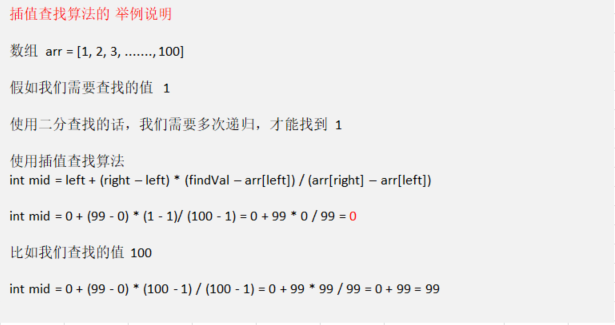 插值查找算法的 举例说明
数组 arr = [1, 2, 3, ......., 100]
假如我们需要查找的值 1
使用二分查找的话，我们需要多次递归，才能找到 1
使用插值查找算法
int mid = left + (right – left) * (findVal – arr[left]) / (arr[right] – arr[left])
int mid = 0 + (99 - 0) * (1 - 1)/ (100 - 1) = 0 + 99 * 0 / 99 = 0
比如我们查找的值 100
int mid = 0 + (99 - 0) * (100 - 1) / (100 - 1) = 0 + 99 * 99 / 99 = 0 + 99 = 99